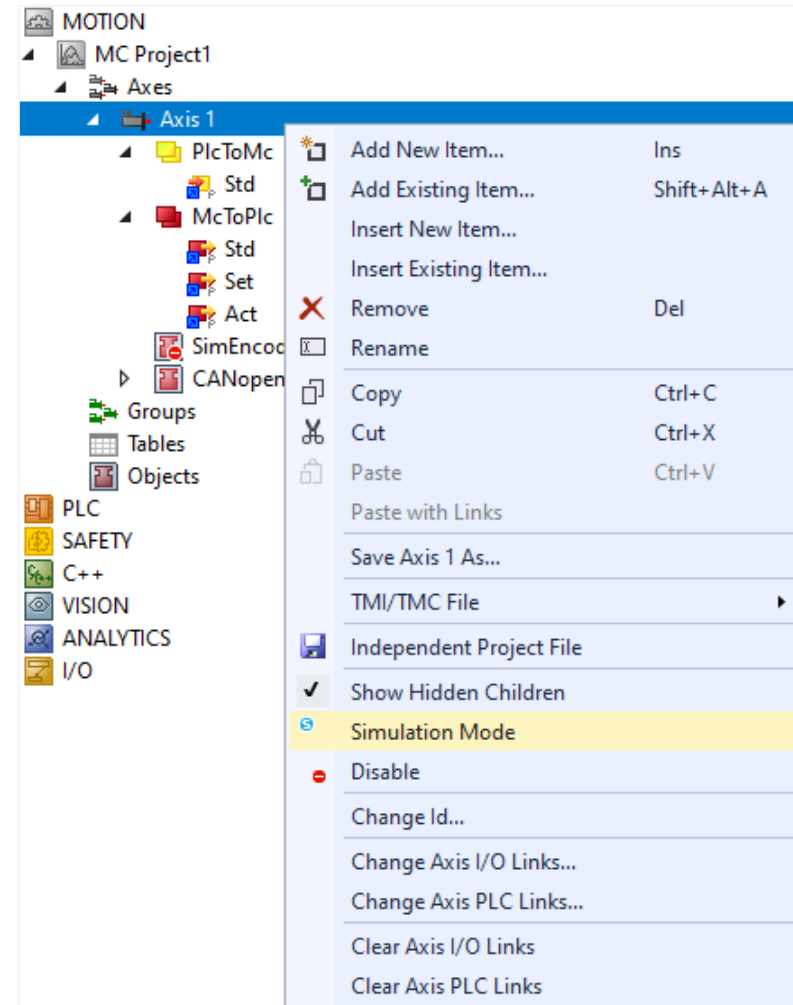 MOTION
MC Project1
Axes
Axis 1
PlcToMc
Std
McToPlc
Std
Set
Act
SimEncod
CANopen
Groups
Tables
Objects
PLC
SAFETY
C++
VISION
ANALYTICS
I/O
Add New Item... Ins
Add Existing Item... Shift+Alt+A
Insert New Item...
Insert Existing Item...
Remove Del
Rename
Copy Ctrl+C
Cut Ctrl+X
Paste Ctrl+V
Paste with Links
Save Axis 1 As...
TMI/TMC File
Independent Project File
Show Hidden Children
Simulation Mode
Disable
Change Id...
Change Axis I/O Links...
Change Axis PLC Links...
Clear Axis I/O Links
Clear Axis PLC Links